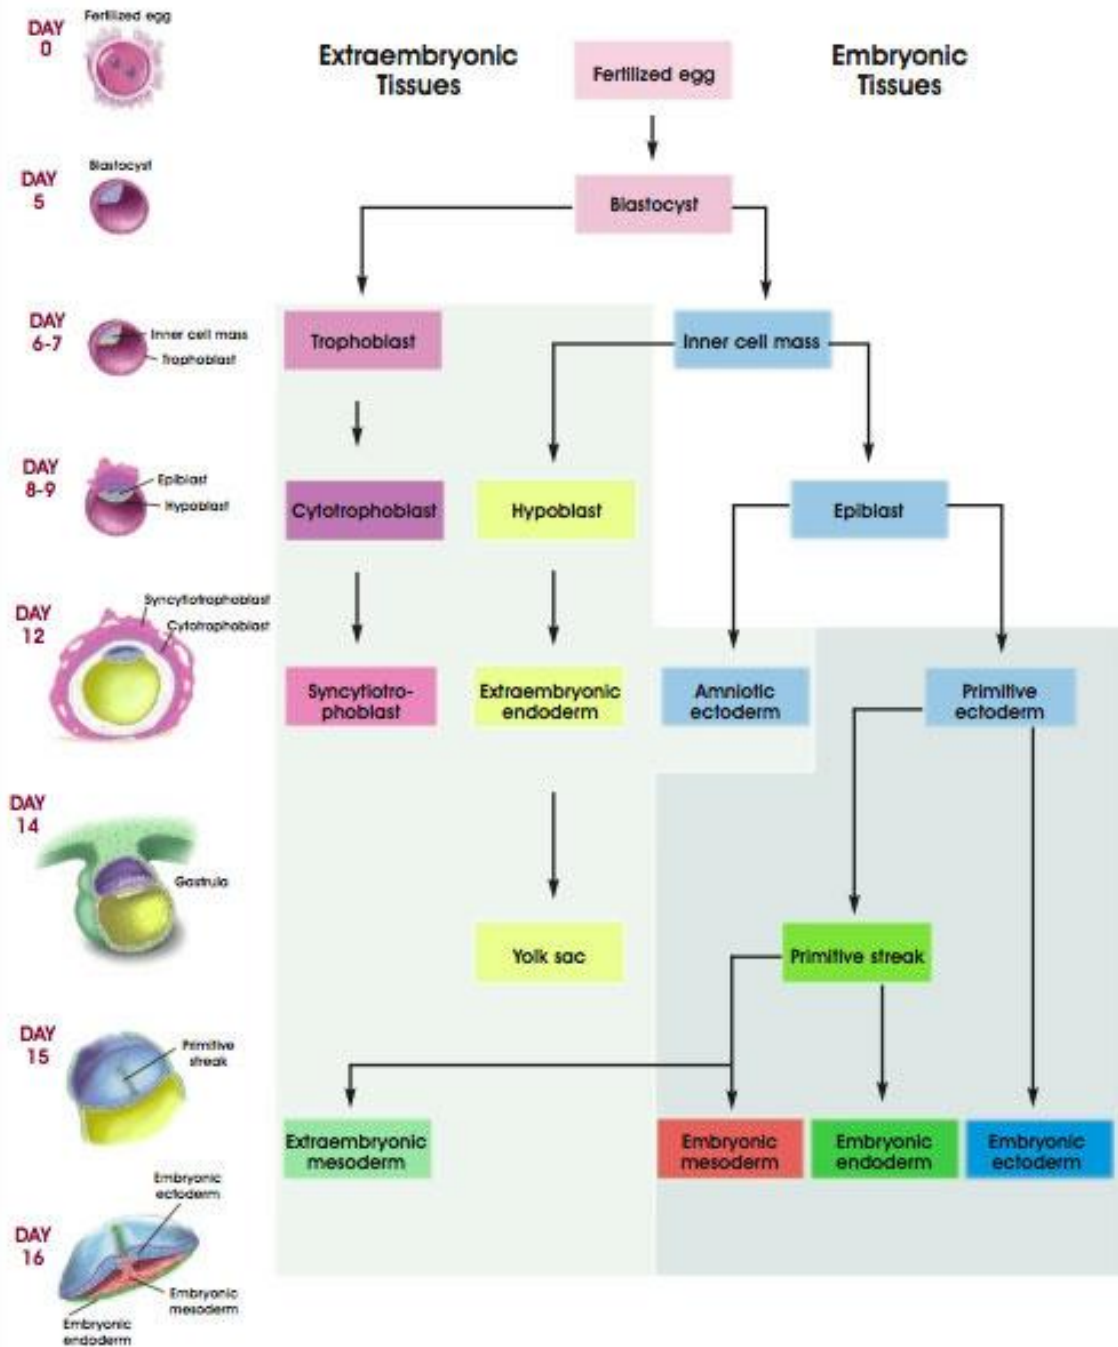 DAY
0
Fertilized egg
Extraembryonic
Tissues
Fertilized egg
Embryonic
Tissues
DAY
5
Blastocyst
Blastocyst
DAY
6-7
Inner cell mass
Trophoblast
Trophoblast
Inner cell mass
DAY
8-9
Epiblast
Hypoblast
Cytotrophoblast
Hypoblast
Epiblast
DAY
12
Syncytiotrophoblast
Cytotrophoblast
Syncytiotro-
phoblast
Extraembryonic
endoderm
Amniotic
ectoderm
Primitive
ectoderm
DAY
14
Gastrula
Yolk sac
Primitive streak
DAY
15
Primitive
streak
Extraembryonic
mesoderm
Embryonic
mesoderm
Embryonic
endoderm
Embryonic
ectoderm
DAY
16
Embryonic
ectoderm
Embryonic
mesoderm
Embryonic
endoderm